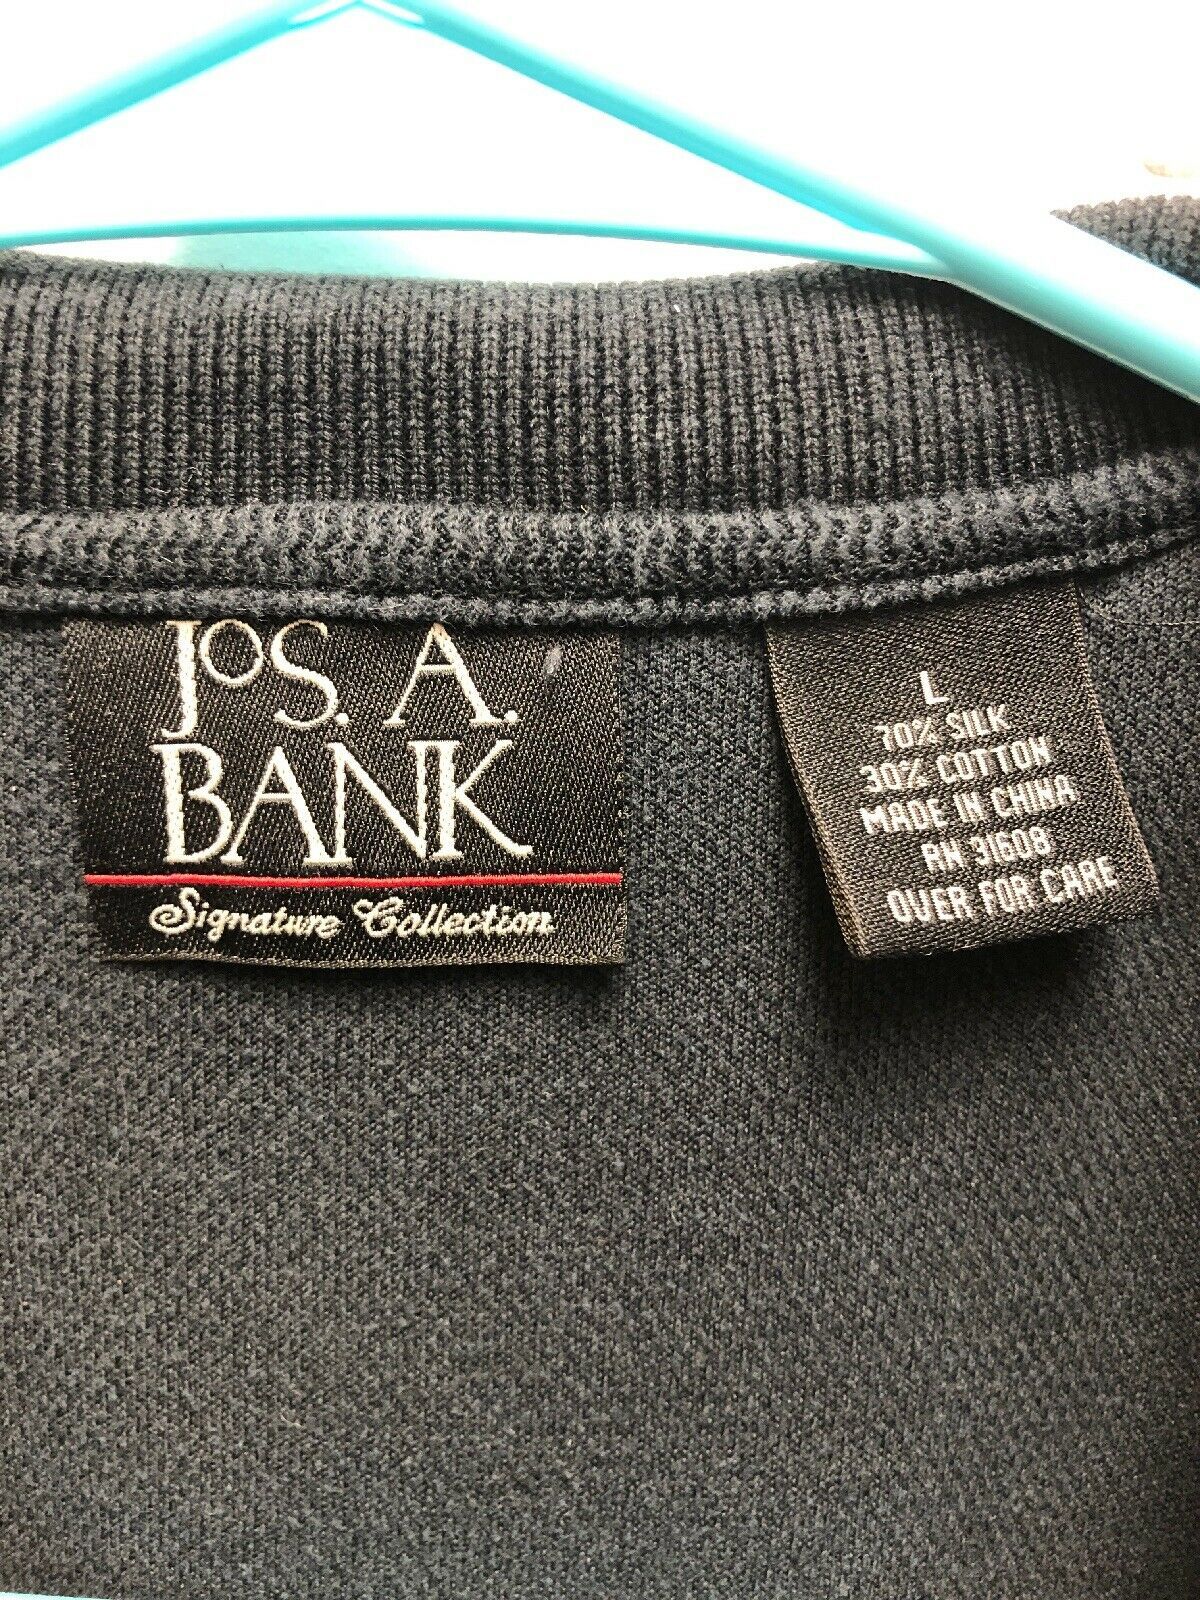 JOS. A.
BANK
Signature Collection
L
70% SILK
30% COTTON
MADE IN CHINA
RN 31608
OVER FOR CARE